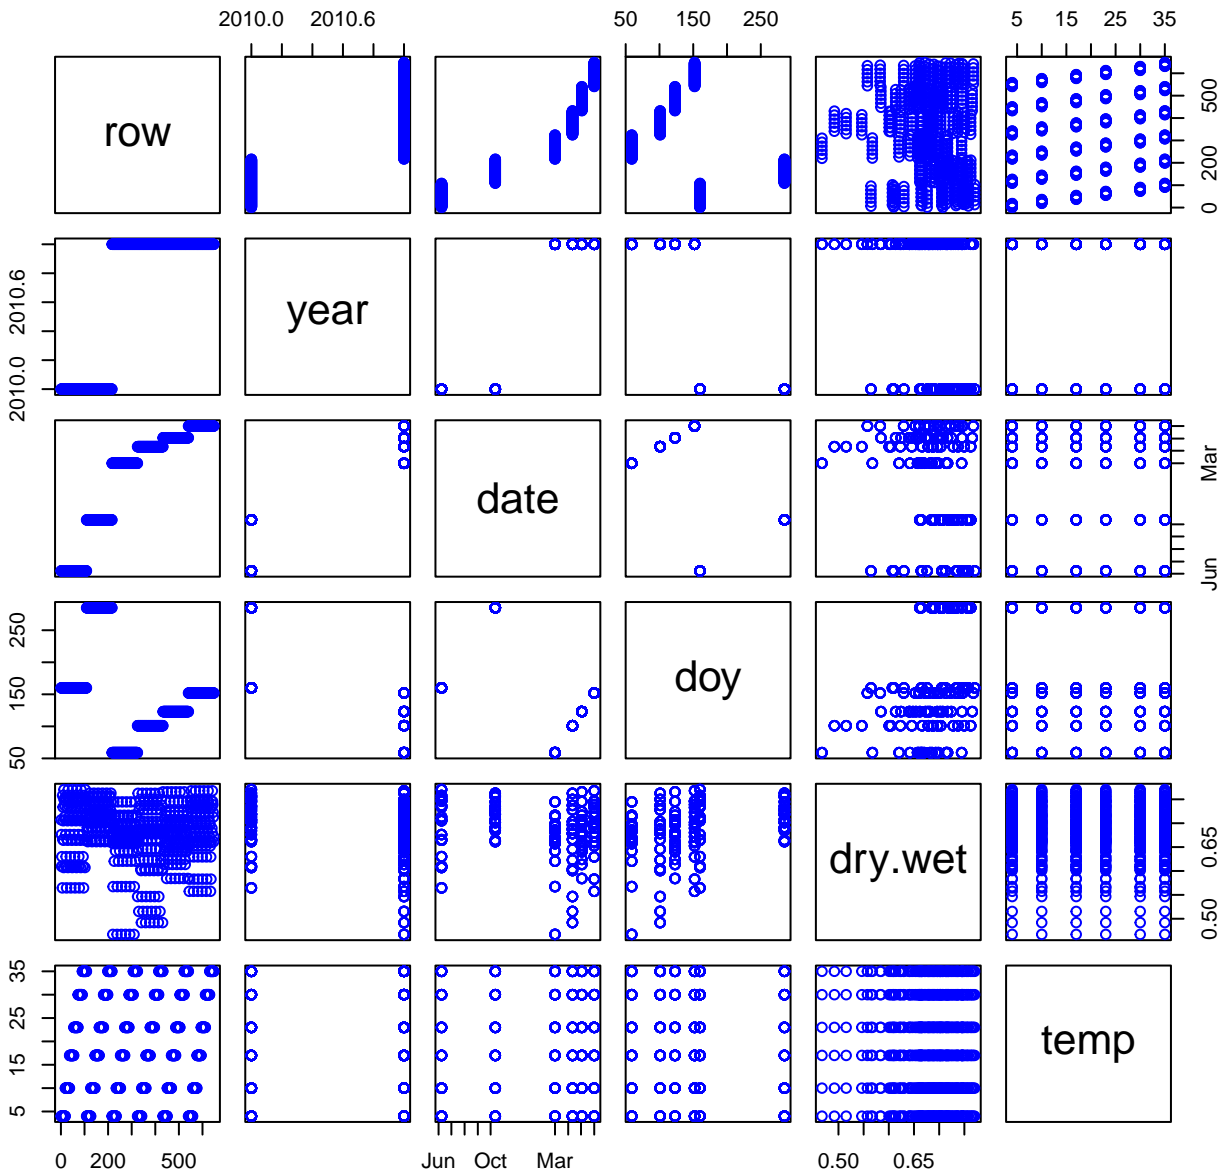 2010.0 2010.6 50 150 250 5 15 25 35
row
0 200 500
year
2010.0 2010.6
date
Jun Mar
doy
50 150 250
dry.wet
0.50 0.65
temp
5 15 25 35
0 200 500 Jun Oct Mar 0.50 0.65